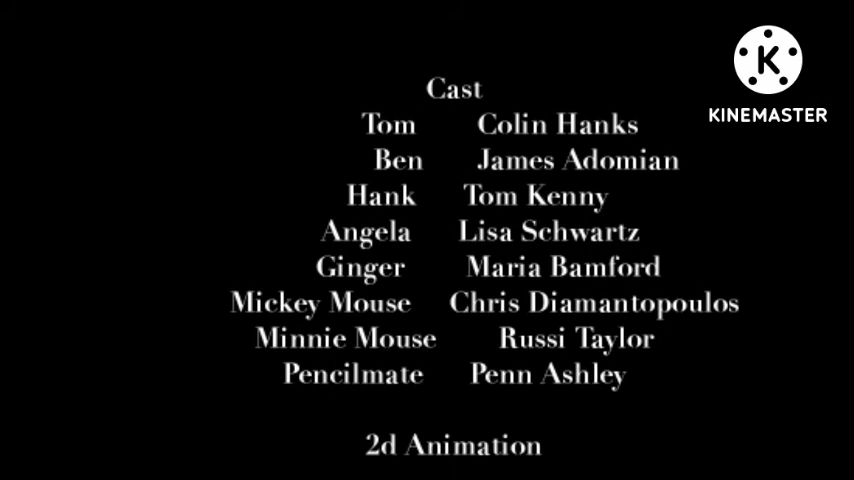 Cast
Tom Colin Hanks
Ben James Adomian
Hank Tom Kenny
Angela Lisa Schwartz
Ginger Maria Bamford
Mickey Mouse Chris Diamantopoulos
Minnie Mouse Russi Taylor
Pencilmate Penn Ashley
2d Animation
K
KINEMASTER